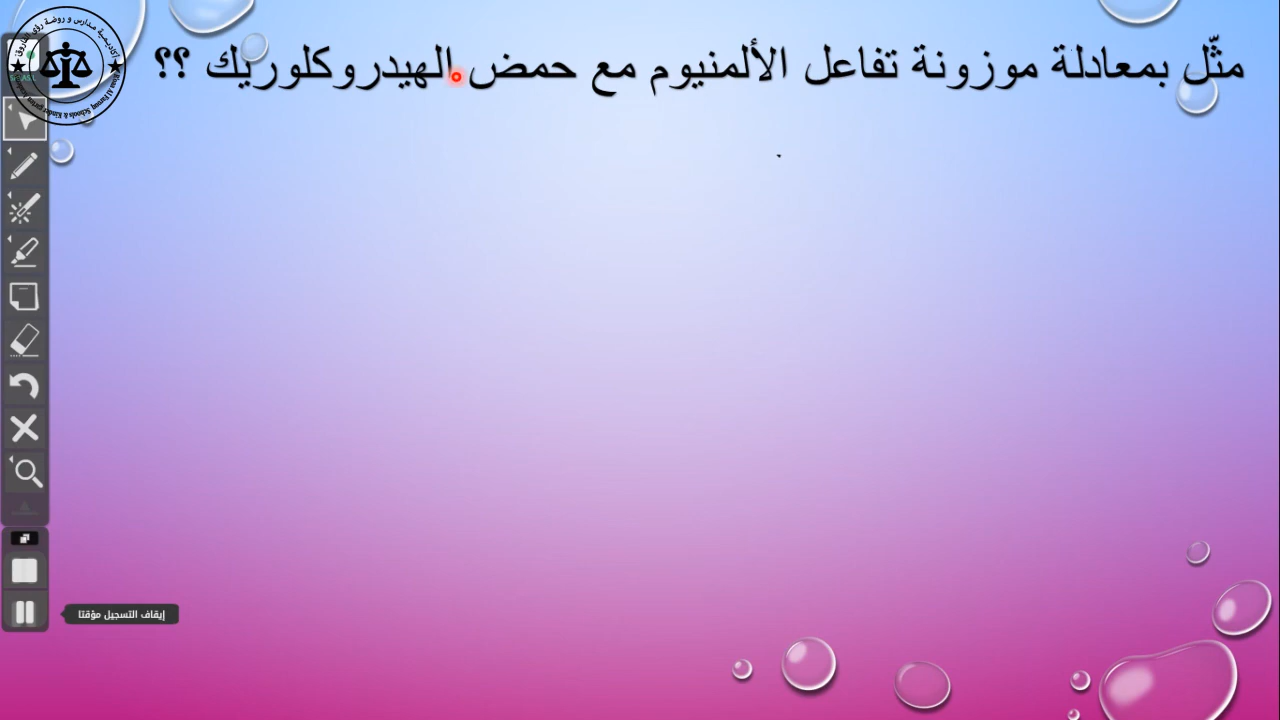 مثّل بمعادلة موزونة تفاعل الألمنيوم مع حمض الهيدروكلوريك ؟؟
إيقاف التسجيل مؤقتا